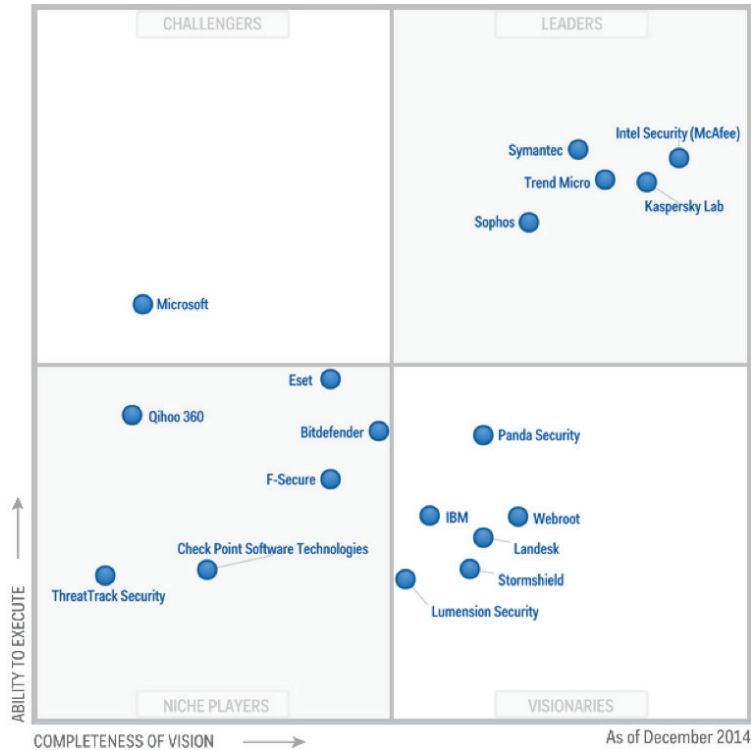 CHALLENGERS
LEADERS
Intel Security (McAfee)
Symantec
Trend Micro
Kaspersky Lab
Sophos
Microsoft
Eset
Qihoo 360
Bitdefender
Panda Security
F-Secure
IBM
Webroot
Landesk
Check Point Software Technologies
Stormshield
ThreatTrack Security
Lumension Security
ABILITY TO EXECUTE
NICHE PLAYERS
VISIONARIES
COMPLETENESS OF VISION
As of December 2014